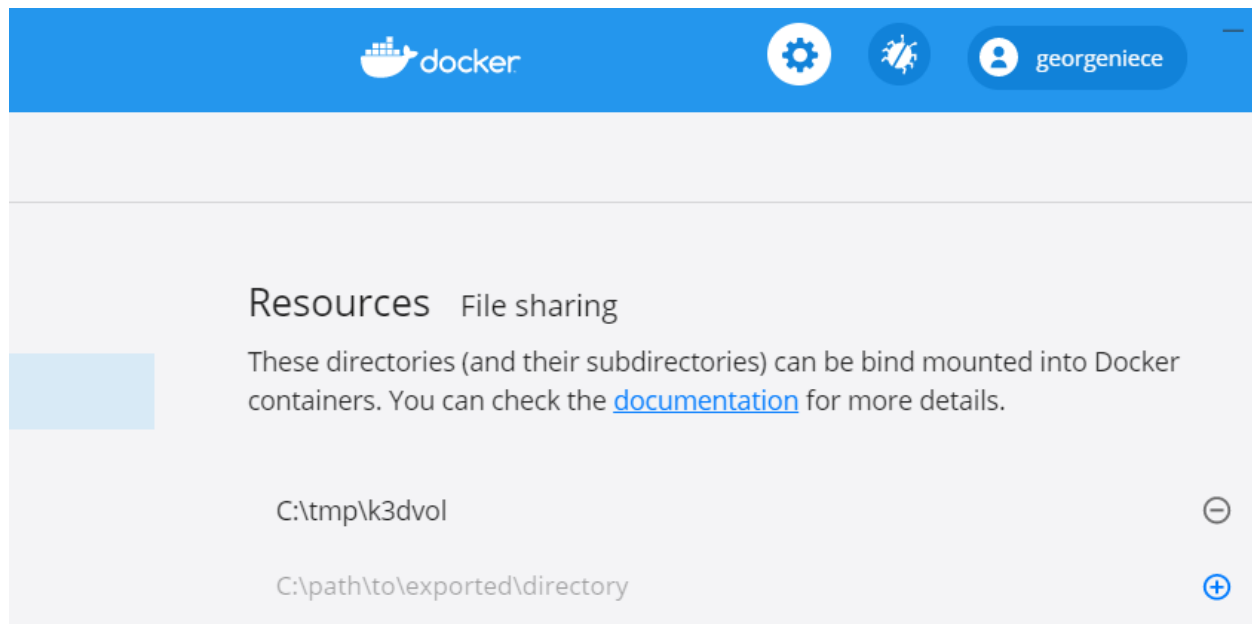 docker
georgeniece
Resources File sharing
These directories (and their subdirectories) can be bind mounted into Docker
containers. You can check the documentation for more details.
C:\tmp\k3dvol
C:\path\to\exported\directory